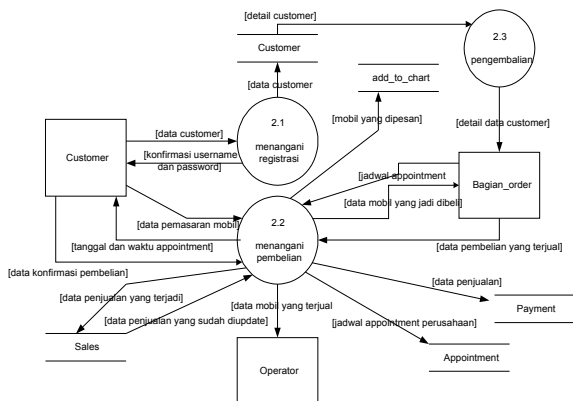 [detail customer]
2.3
pengembalian
Customer
add_to_chart
[data customer
2.1
menangani
registrasi
[mobil yang dipesan]
[data customer]
Customer
[konfirmasi username
dan password]
[detail data customer]
[jadwal appointment]
Bagian_order
[data mobil yang jadi dibeli]
2.2
menangani
pembelian
[data pemasaran mobil]
[tanggal dan waktu appointment]
[data pembelian yang terjual]
[data konfirmasi pembelian]
[data penjualan yang terjadi]
[data penjualan]
[data mobil yang terjual]
Payment
[data penjualan yang sudah diupdate]
[jadwal appointment perusahaan]
Sales
Appointment
Operator